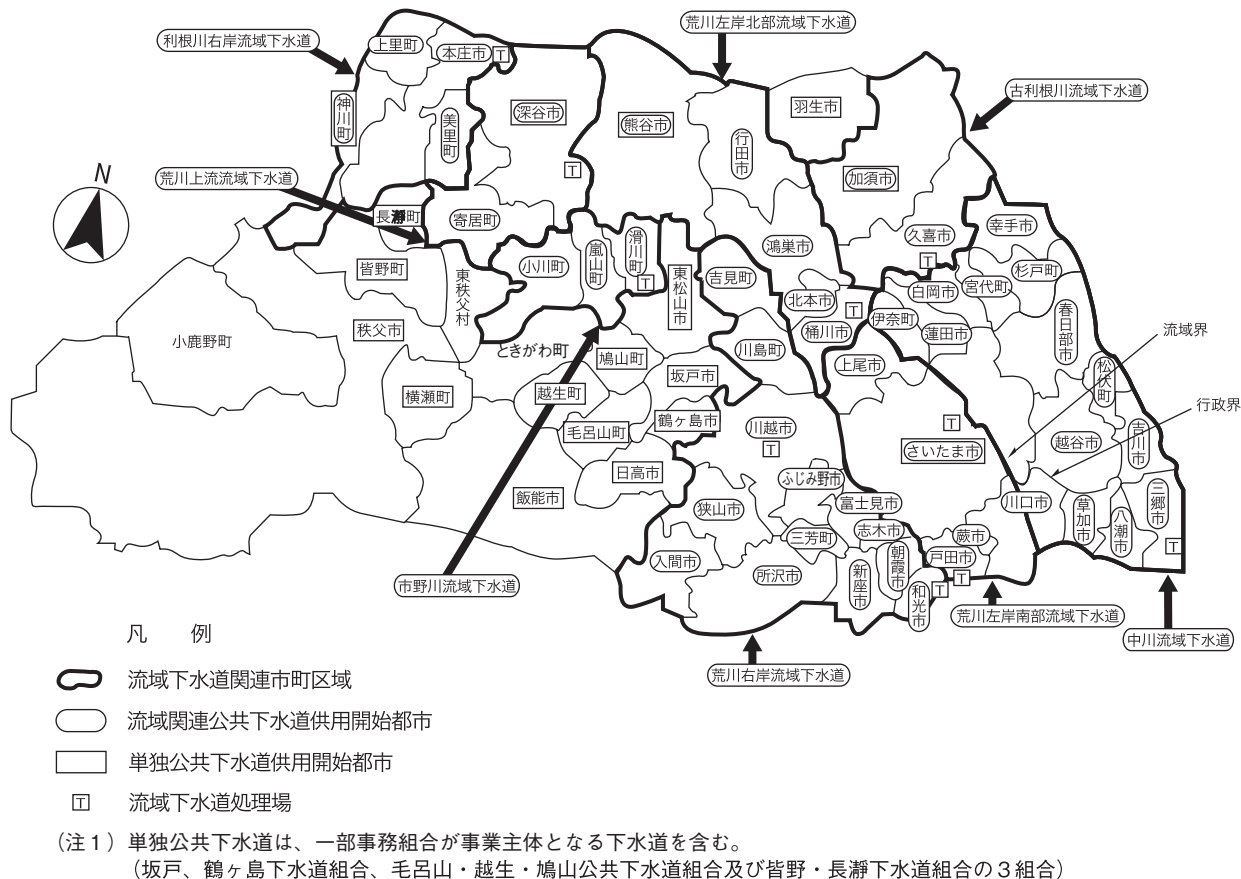 荒川左岸北部流域下水道
利根川右岸流域下水道
上里町
本庄市
T
古利根川流域下水道
神川町
美里町
深谷市
熊谷市
行田市
羽生市
T
加須市
荒川上流流域下水道
長瀞町
寄居町
N
皆野町
東秩父村
小川町
嵐山町
滑川町
T
東松山市
吉見町
鴻巣市
久喜市
T
幸手市
杉戸町
宮代町
白岡市
北本市
T
桶川市
伊奈町
蓮田市
春日部市
小鹿野町
秩父市
ときがわ町
鳩山町
川島町
上尾市
流域界
松伏町
横瀬町
越生町
坂戸市
鶴ヶ島市
毛呂山町
川越市
T
T
さいたま市
行政界
越谷市
吉川市
日高市
飯能市
ふじみ野市
狭山市
富士見市
川口市
草加市
八潮市
三郷市
T
三芳町
志木市
蕨市
戸田市
T
入間市
所沢市
新座市
朝霞市
和光市
T
市野川流域下水道
荒川左岸南部流域下水道
中川流域下水道
荒川右岸流域下水道
凡　例
流域下水道関連市町区域
流域関連公共下水道供用開始都市
単独公共下水道供用開始都市
T 流域下水道処理場
（注１）単独公共下水道は、一部事務組合が事業主体となる下水道を含む。
（坂戸、鶴ヶ島下水道組合、毛呂山・越生・鳩山公共下水道組合及び皆野・長瀞下水道組合の３組合）